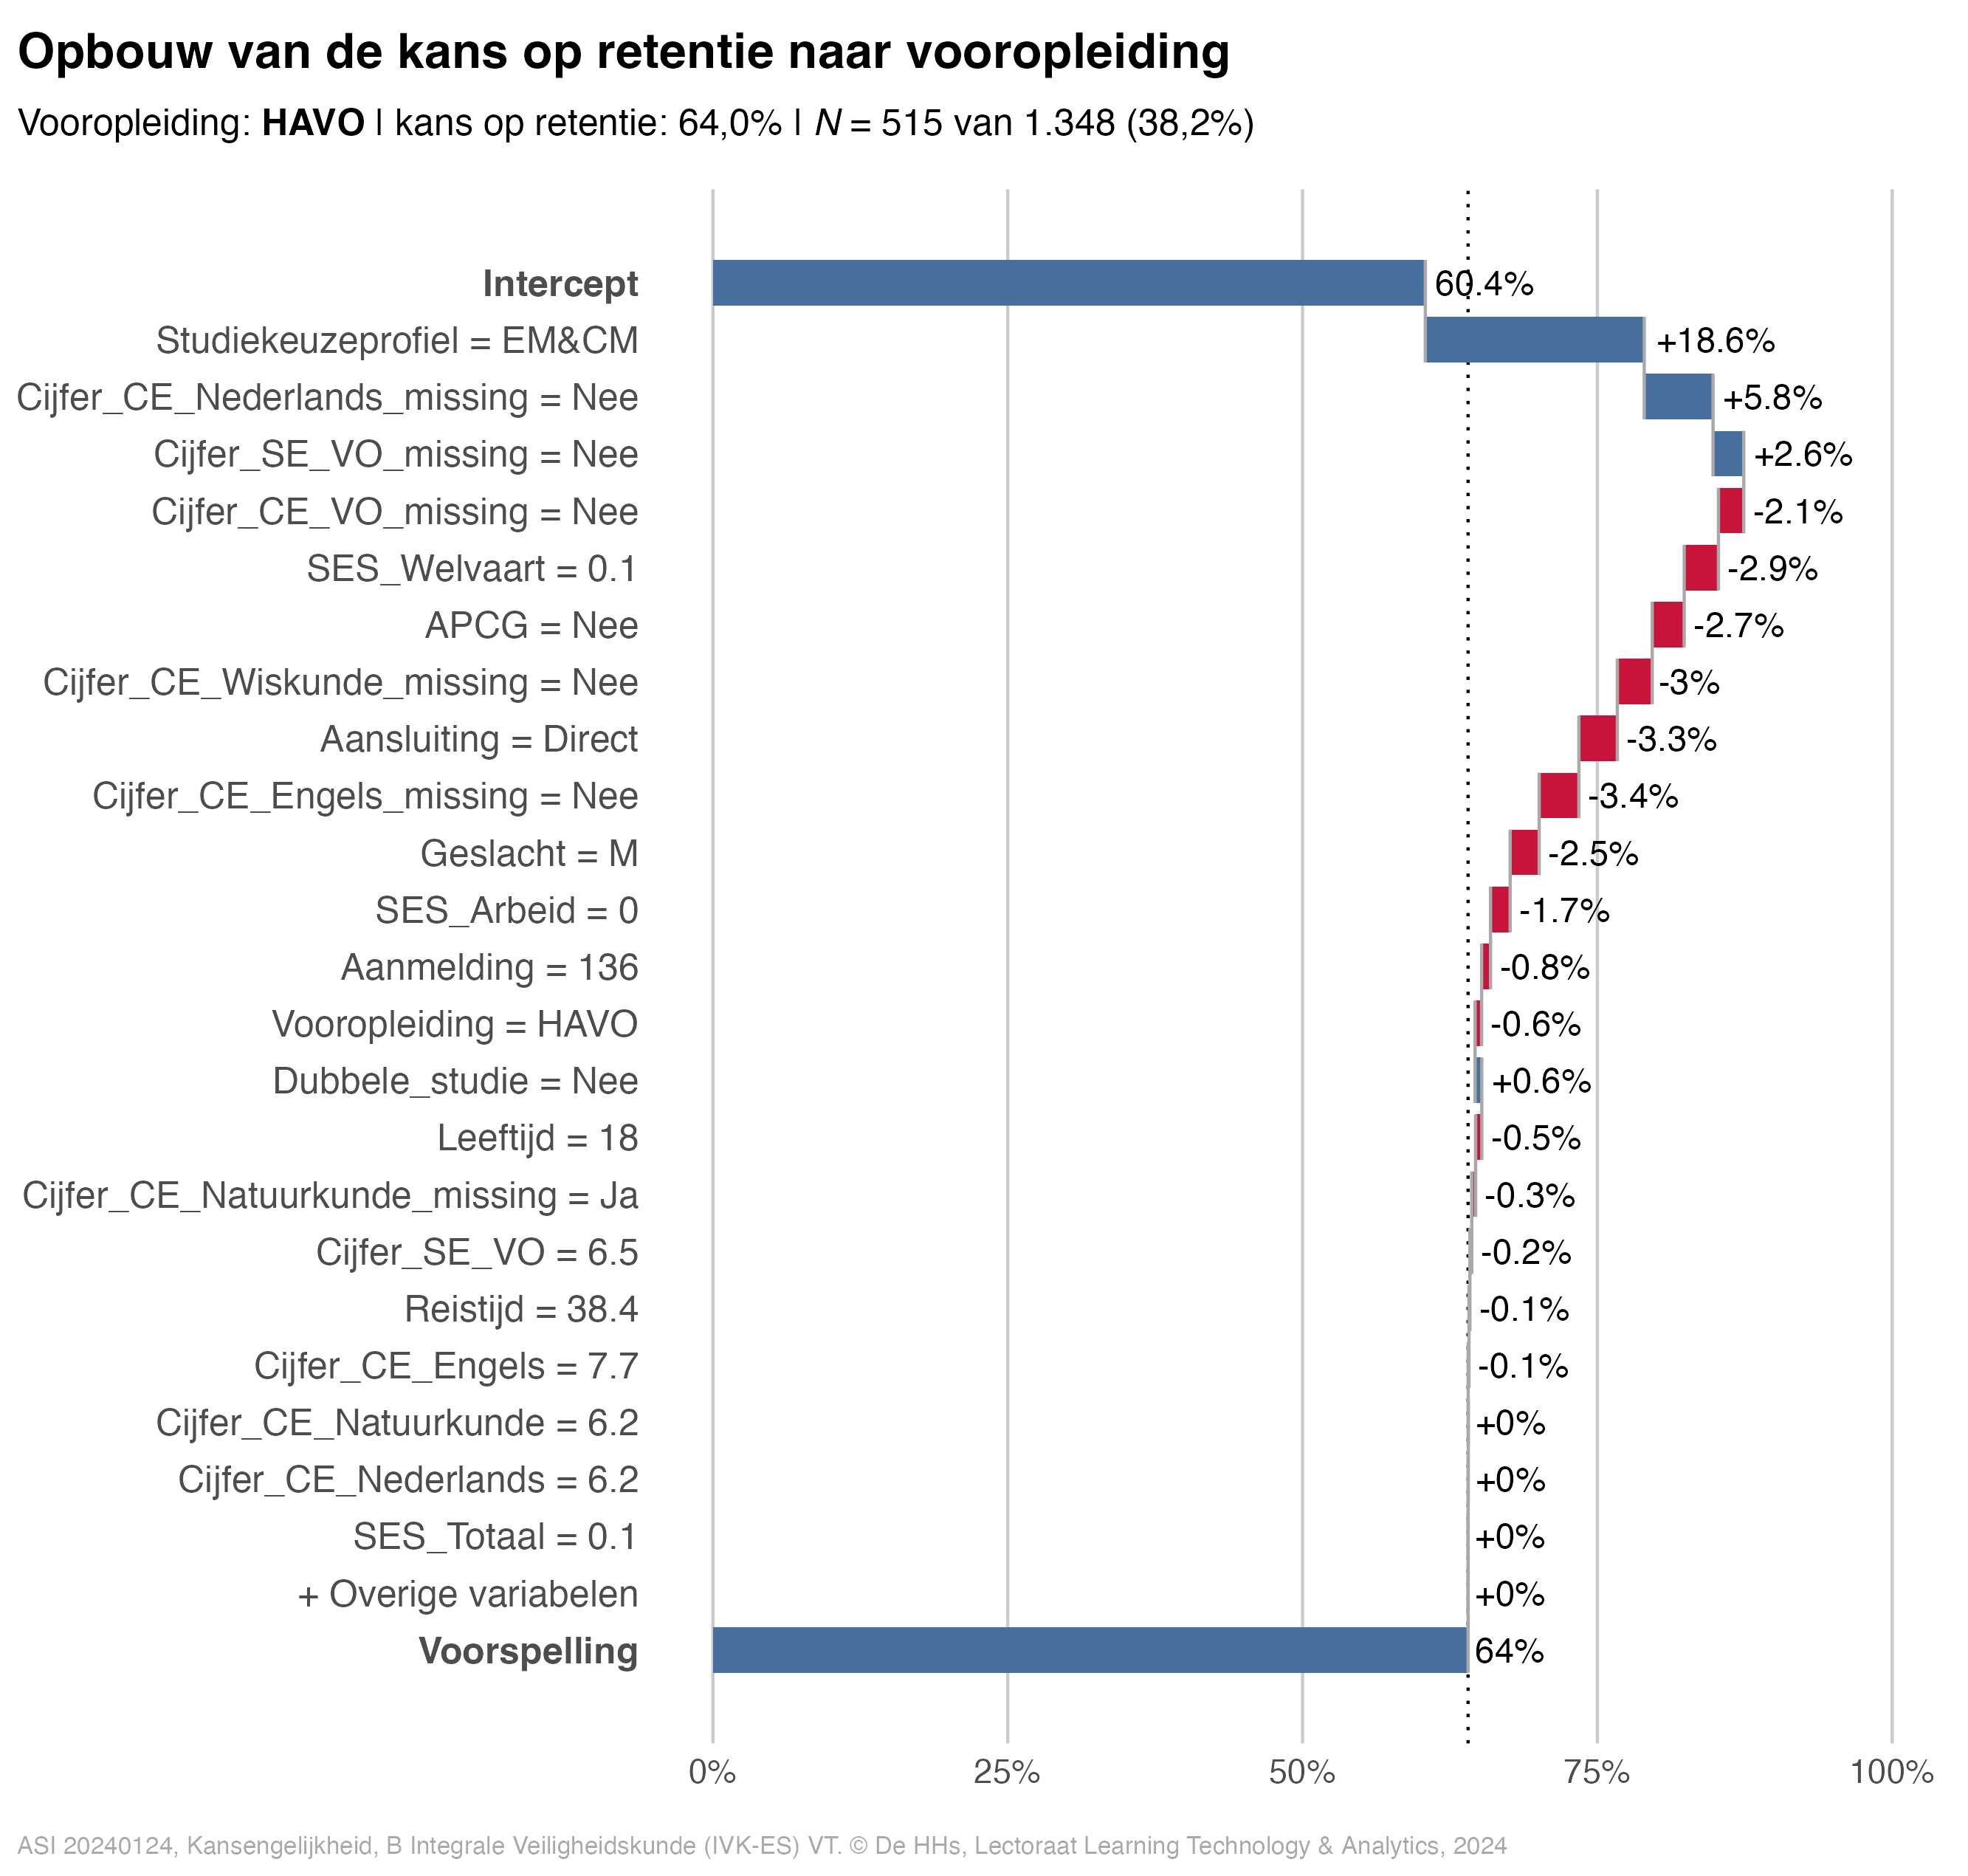 Opbouw van de kans op retentie naar vooropleiding
Vooropleiding: HAVO | kans op retentie: 64,0% | N = 515 van 1.348 (38,2%)
Intercept 60.4%
Studiekeuzeprofiel = EM&CM +18.6%
Cijfer_CE_Nederlands_missing = Nee +5.8%
Cijfer_SE_VO_missing = Nee +2.6%
Cijfer_CE_VO_missing = Nee -2.1%
SES_Welvaart = 0.1 -2.9%
APCG = Nee -2.7%
Cijfer_CE_Wiskunde_missing = Nee -3%
Aansluiting = Direct -3.3%
Cijfer_CE_Engels_missing = Nee -3.4%
Geslacht = M -2.5%
SES_Arbeid = 0 -1.7%
Aanmelding = 136 -0.8%
Vooropleiding = HAVO -0.6%
Dubbele_studie = Nee +0.6%
Leeftijd = 18 -0.5%
Cijfer_CE_Natuurkunde_missing = Ja -0.3%
Cijfer_SE_VO = 6.5 -0.2%
Reistijd = 38.4 -0.1%
Cijfer_CE_Engels = 7.7 -0.1%
Cijfer_CE_Natuurkunde = 6.2 +0%
Cijfer_CE_Nederlands = 6.2 +0%
SES_Totaal = 0.1 +0%
+ Overige variabelen +0%
Voorspelling 64%
0% 25% 50% 75% 100%
ASI 20240124, Kansengelijkheid, B Integrale Veiligheidskunde (IVK-ES) VT. © De HHs, Lectoraat Learning Technology & Analytics, 2024